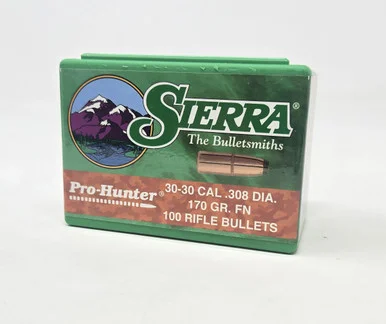 SIERRA®
The Bulletsmiths
Pro-Hunter®
30-30 CAL .308 DIA.
170 GR. FN
100 RIFLE BULLETS